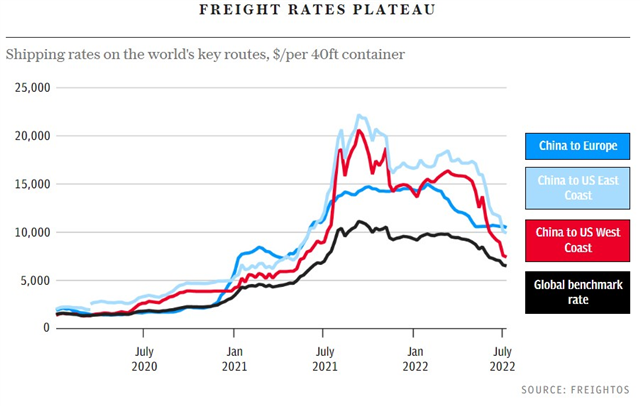 FREIGHT RATES PLATEAU
Shipping rates on the world's key routes, $/per 40ft container
25,000
20,000
15,000
10,000
5,000
0
July
2020
Jan
2021
July
2021
Jan
2022
July
2022
China to Europe
China to US East
Coast
China to US West
Coast
Global benchmark
rate
SOURCE: FREIGHTOS